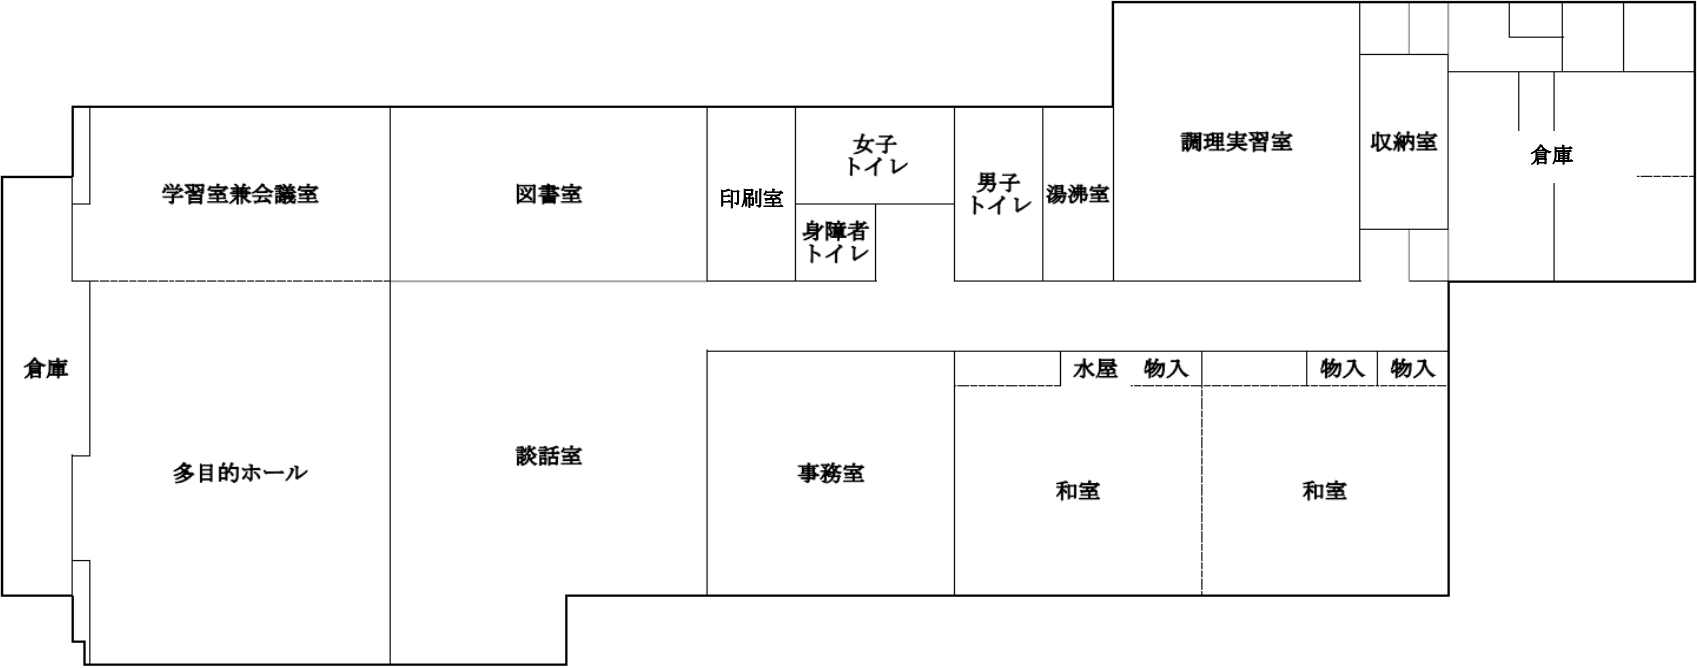 学習室兼会議室
図書室
印刷室
女子
トイレ
身障者
トイレ
男子
トイレ
湯沸室
調理実習室
収納室
倉庫
倉庫
多目的ホール
談話室
事務室
水屋
物入
物入
物入
和室
和室